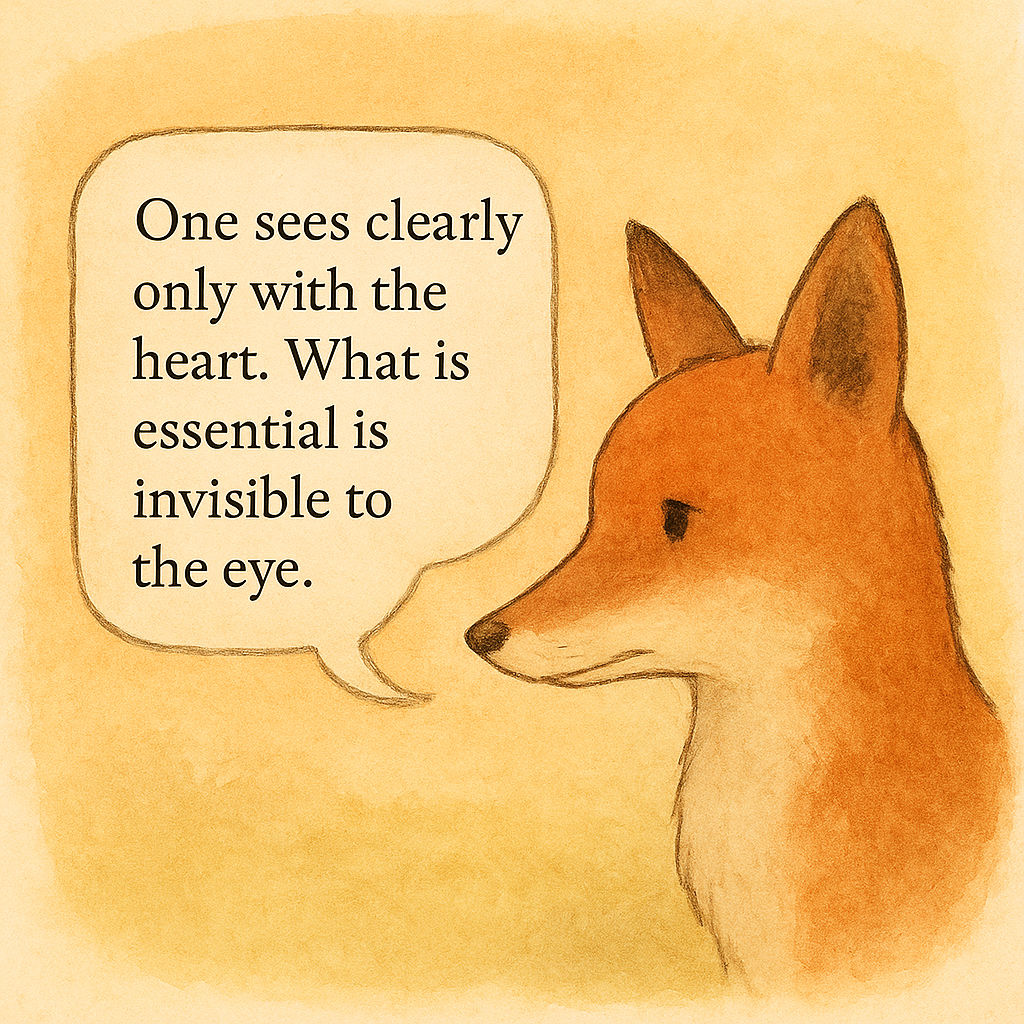 One sees clearly
only with the
heart. What is
essential is
invisible to
the eye.